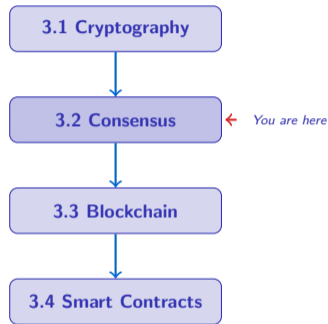 3.1 Cryptography
3.2 Consensus
You are here
3.3 Blockchain
3.4 Smart Contracts